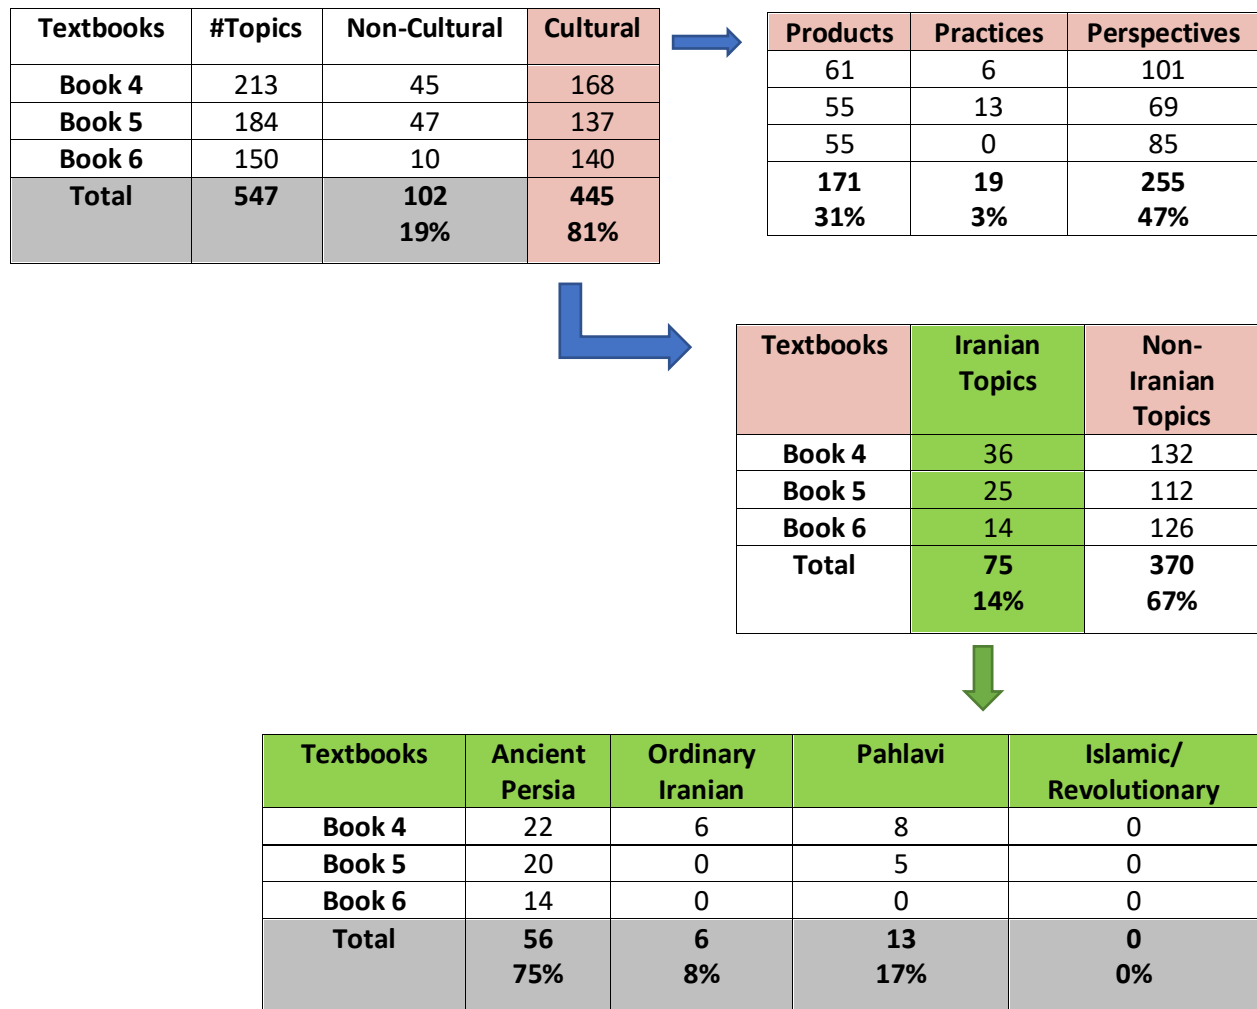 Textbooks #Topics Non-Cultural Cultural
Book 4 213 45 168
Book 5 184 47 137
Book 6 150 10 140
Total 547 102 445
19% 81%
Products Practices Perspectives
61 6 101
55 13 69
55 0 85
171 19 255
31% 3% 47%
Textbooks Iranian Non-
Topics Iranian
Topics
Book 4 36 132
Book 5 25 112
Book 6 14 126
Total 75 370
14% 67%
Textbooks Ancient Ordinary Pahlavi Islamic/
Persia Iranian Revolutionary
Book 4 22 6 8 0
Book 5 20 0 5 0
Book 6 14 0 0 0
Total 56 6 13 0
75% 8% 17% 0%